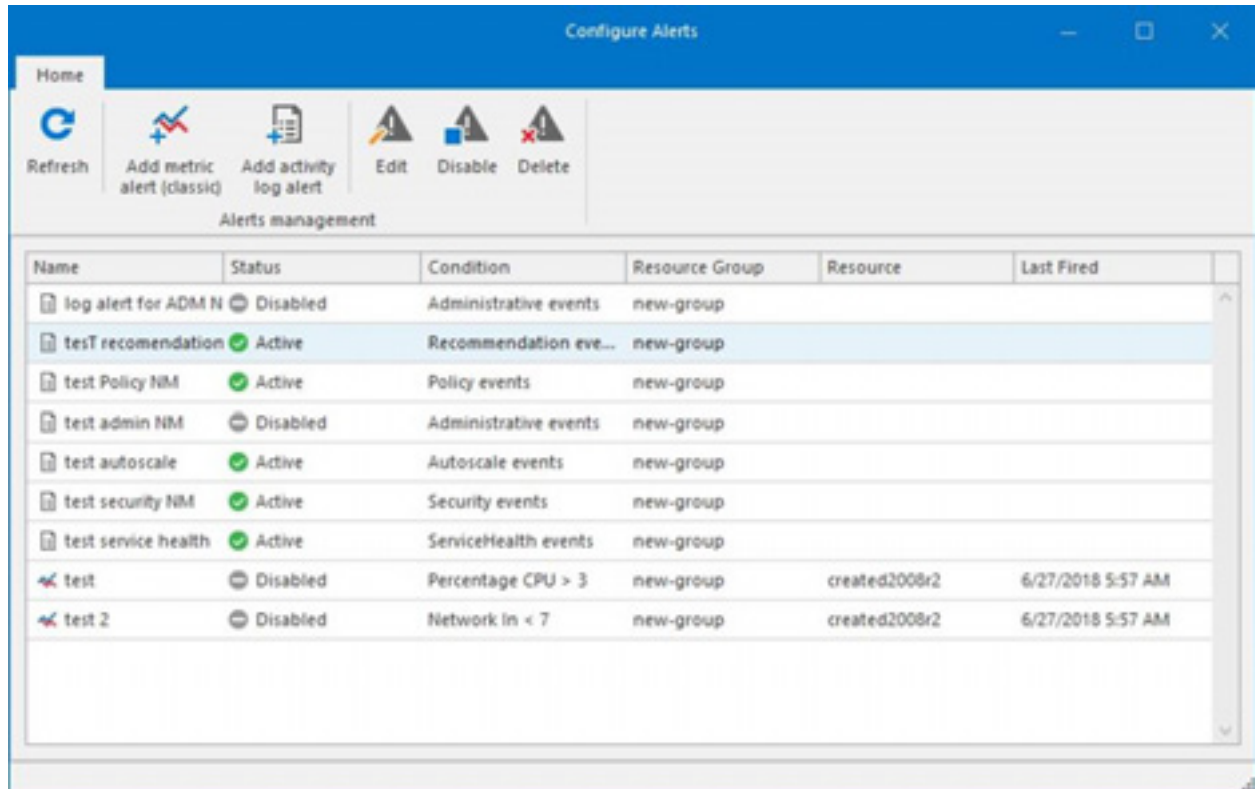 Configure Alerts
Home
Refresh
Add metric
alert (classic)
Add activity
log alert
Edit
Disable
Delete
Alerts management
Name Status Condition Resource Group Resource Last Fired
log alert for ADM N Disabled Administrative events new-group
tesT recomendation Active Recommendation eve... new-group
test Policy NM Active Policy events new-group
test admin NM Disabled Administrative events new-group
test autoscale Active Autoscale events new-group
test security NM Active Security events new-group
test service health Active ServiceHealth events new-group
test Disabled Percentage CPU > 3 new-group created2008r2 6/27/2018 5:57 AM
test 2 Disabled Network In < 7 new-group created2008r2 6/27/2018 5:57 AM